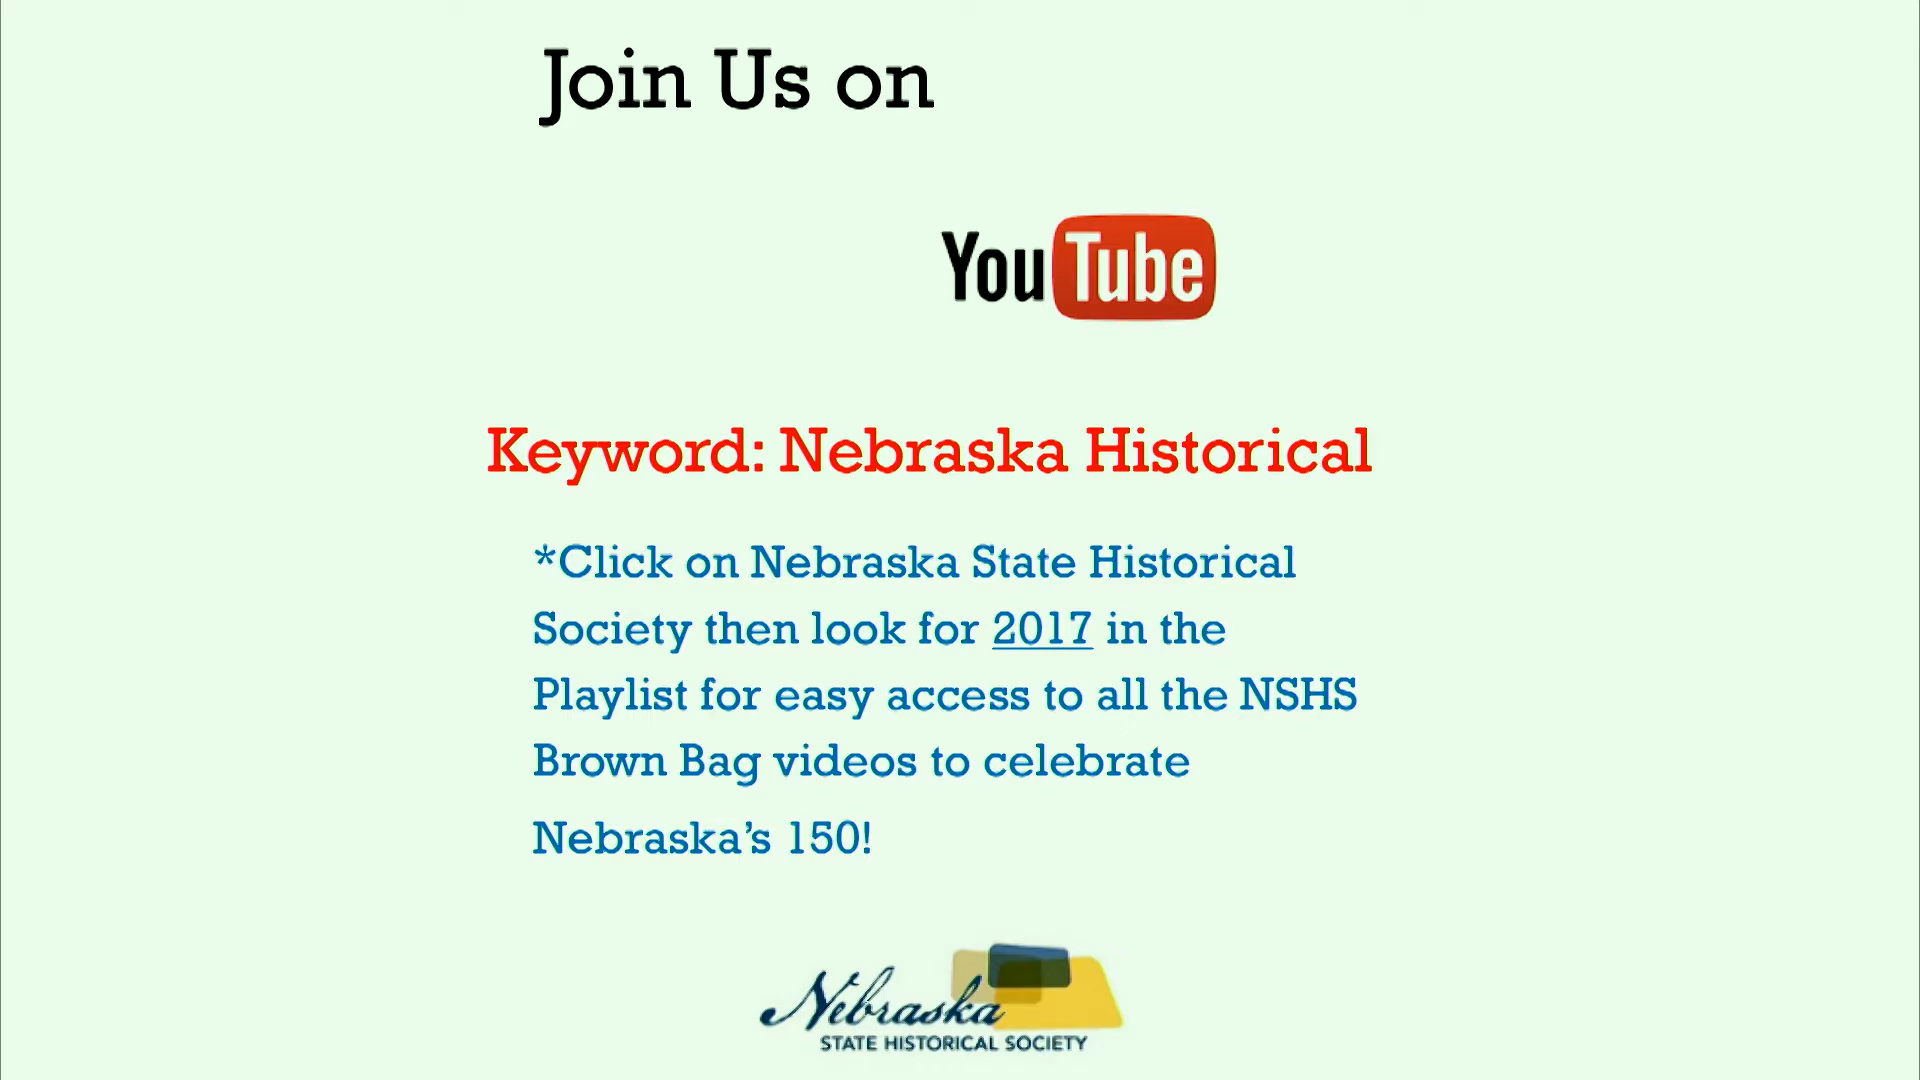 Join Us on
YouTube
Keyword: Nebraska Historical
*Click on Nebraska State Historical
Society then look for 2017 in the
Playlist for easy access to all the NSHS
Brown Bag videos to celebrate
Nebraska’s 150!
Nebraska
STATE HISTORICAL SOCIETY